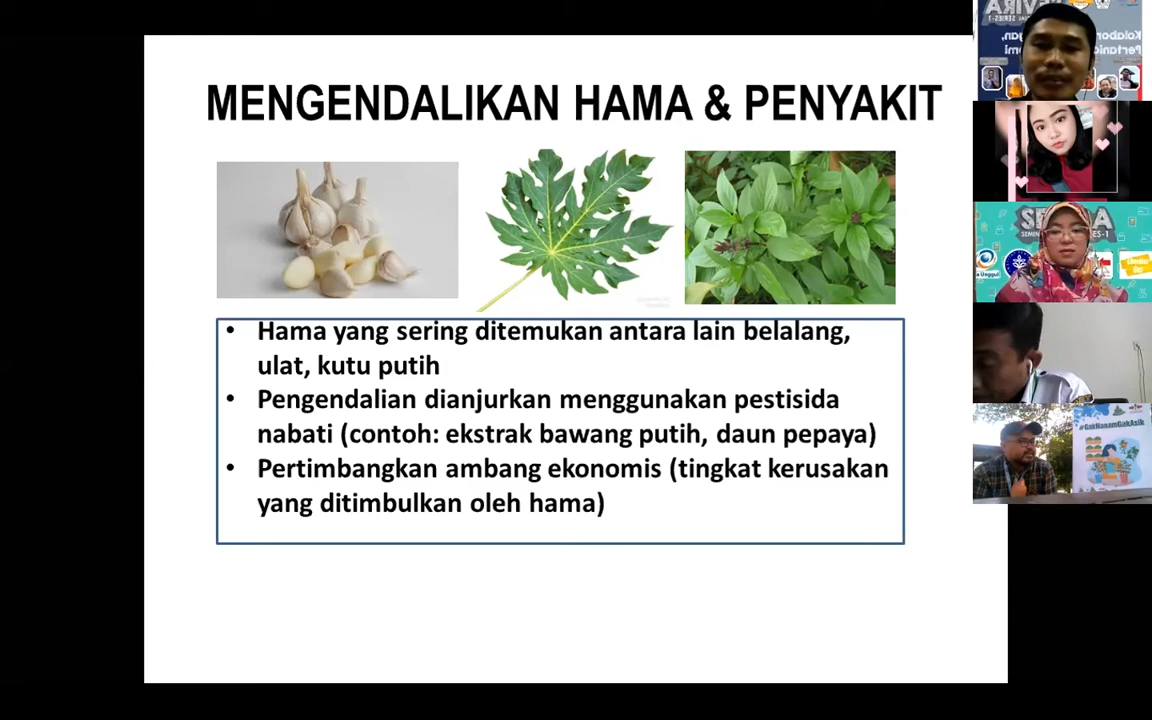 MENGENDALIKAN HAMA & PENYAKIT
• Hama yang sering ditemukan antara lain belalang,
ulat, kutu putih
• Pengendalian dianjurkan menggunakan pestisida
nabati (contoh: ekstrak bawang putih, daun pepaya)
• Pertimbangkan ambang ekonomis (tingkat kerusakan
yang ditimbulkan oleh hama)
#GakNanamGakAsik